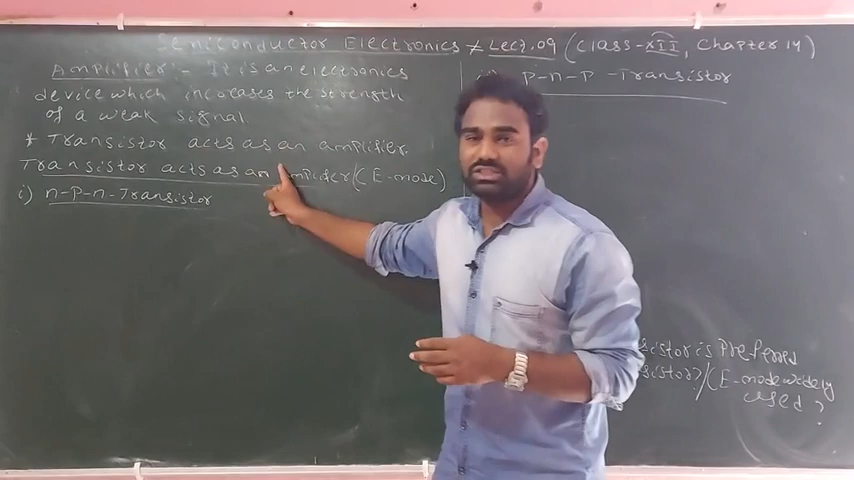 Semiconductor Electronics Lect. 09 (Class-XII, Chapter 14)
Amplifier:- It is an electronics
device which increases the strength
of a weak signal.
* Transistor acts as an amplifier.
Transistor acts as an amplifier/(CE-mode)
i) n-p-n-Transistor
P-n-P-Transistor
sistor is Preferred
sistor)/(E-mode widely
used?